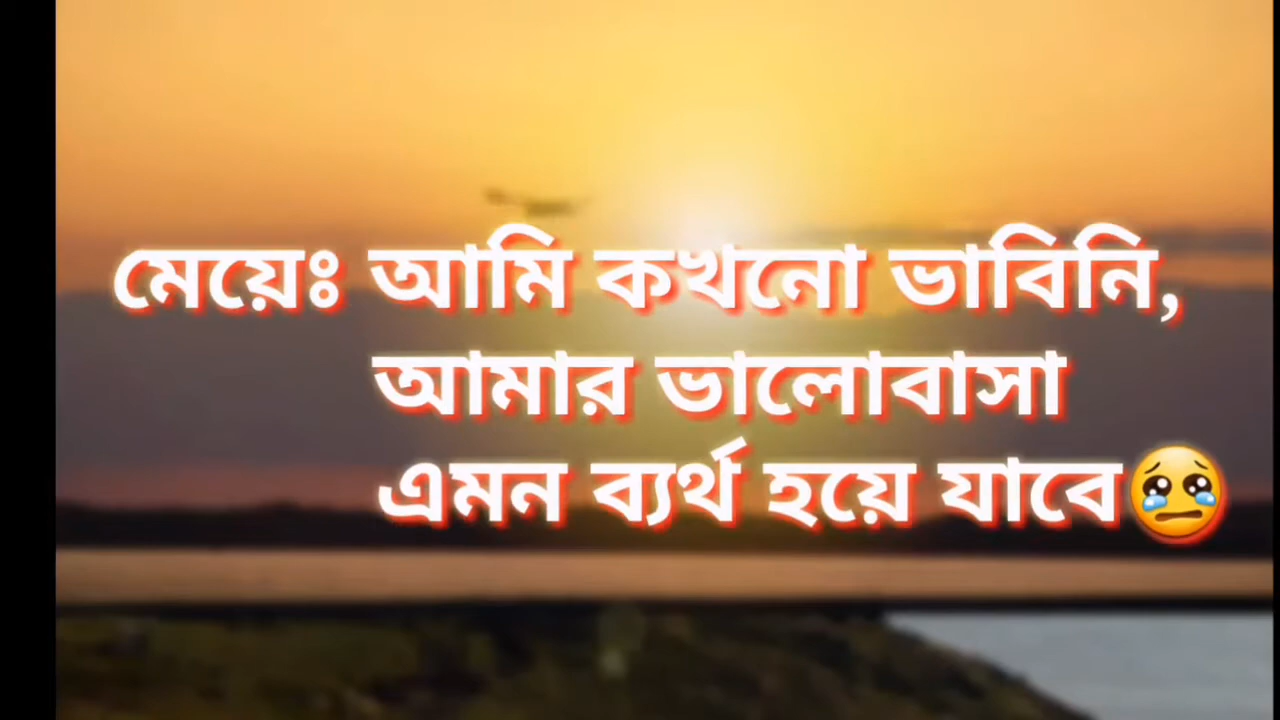 মেয়েঃ আমি কখনো ভাবিনি,
আমার ভালোবাসা
এমন ব্যর্থ হয়ে যাবে🥹